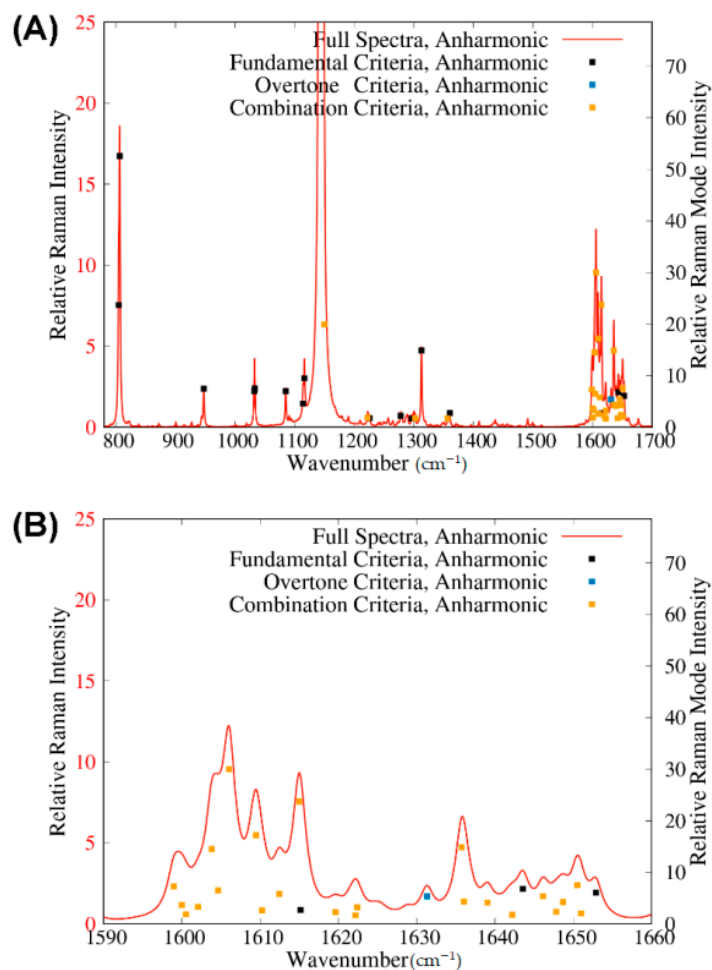 (A)
25
20
15
10
5
0
Relative Raman Intensity
Full Spectra, Anharmonic
Fundamental Criteria, Anharmonic
Overtone Criteria, Anharmonic
Combination Criteria, Anharmonic
70
60
50
40
30
20
10
0
Relative Raman Mode Intensity
800 900 1000 1100 1200 1300 1400 1500 1600 1700
Wavenumber (cm⁻¹)
(B)
25
20
15
10
5
0
Relative Raman Intensity
Full Spectra, Anharmonic
Fundamental Criteria, Anharmonic
Overtone Criteria, Anharmonic
Combination Criteria, Anharmonic
70
60
50
40
30
20
10
0
Relative Raman Mode Intensity
1590 1600 1610 1620 1630 1640 1650 1660
Wavenumber (cm⁻¹)